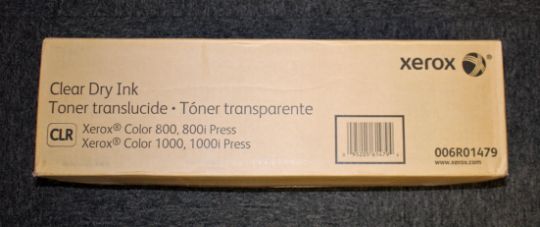 xerox
Clear Dry Ink
Toner translucide • Tóner transparente
CLR
Xerox® Color 800, 800i Press
Xerox® Color 1000, 1000i Press
006R01479
www.xerox.com